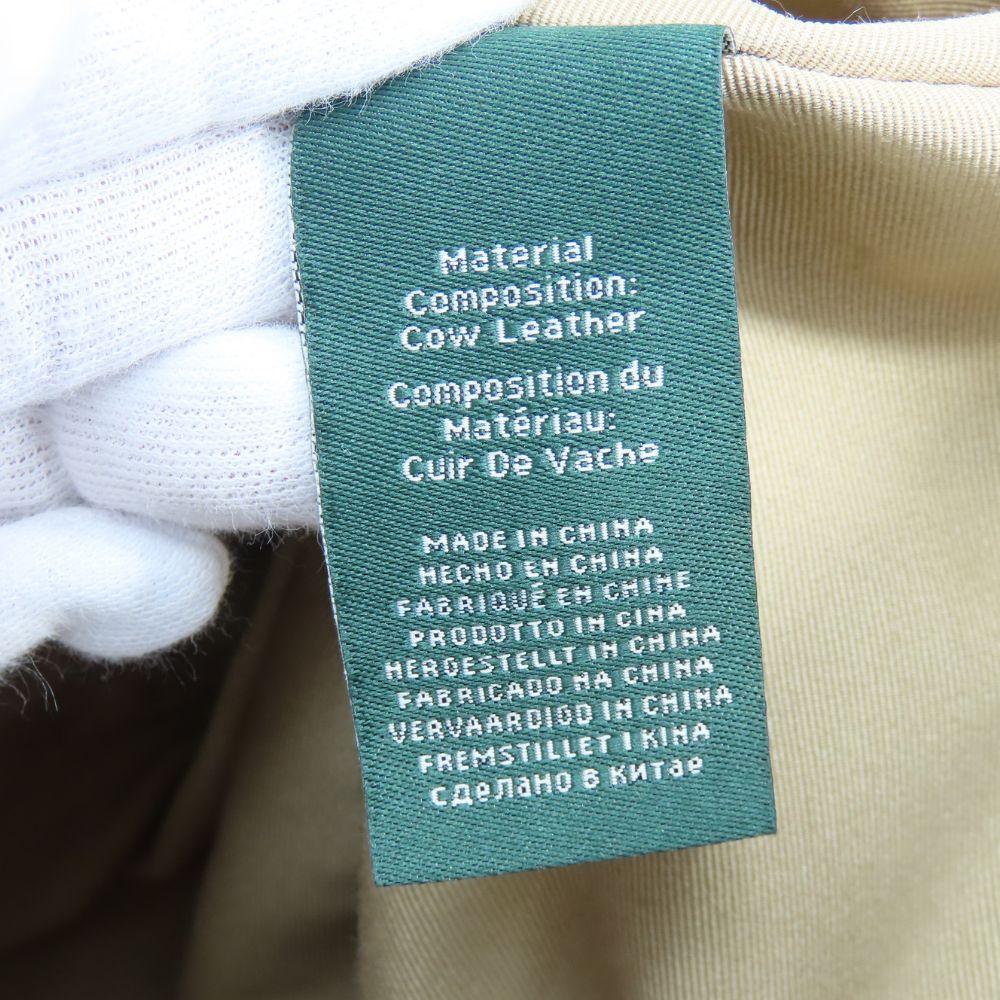 Material
Composition:
Cow Leather
Composition du
Matériau:
Cuir De Vache
MADE IN CHINA
HECHO EN CHINA
FABRIQUÉ EN CHINE
PRODOTTO IN CINA
HERGESTELLT IN CHINA
FABRICADO NA CHINA
VERVAARDIGD IN CHINA
FREMSTILLET I KINA
сделано в китае